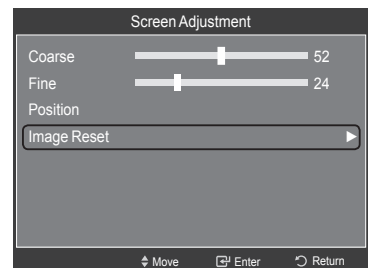 Screen Adjustment
Coarse 52
Fine 24
Position
Image Reset
Move Enter Return